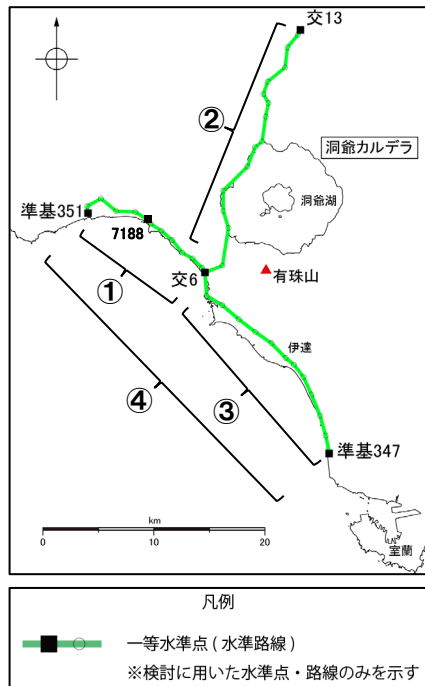 交13
②
洞爺カルデラ
洞爺湖
準基351
7188
交6
有珠山
①
伊達
④
③
準基347
km
0 10 20
室蘭
凡例
一等水準点 ( 水準路線 )
※検討に用いた水準点・路線のみを示す